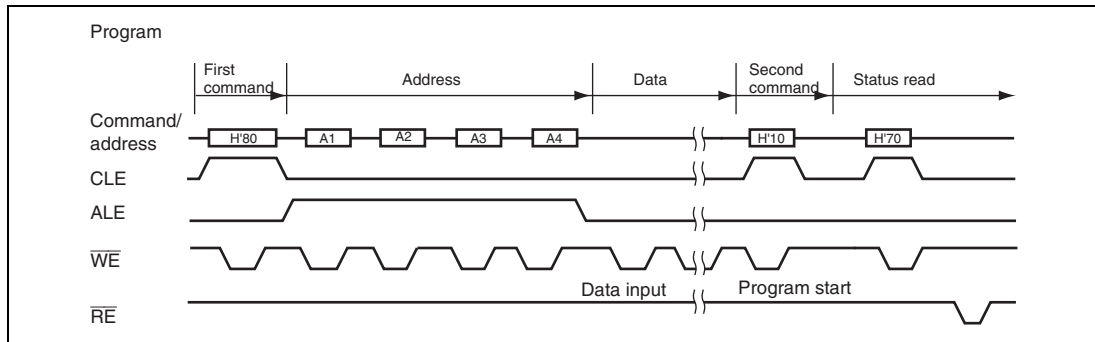 Program
First command
Address
Data
Second command
Status read
Command/
address
H'80
A1
A2
A3
A4
H'10
H'70
CLE
ALE
WE
Data input
Program start
RE